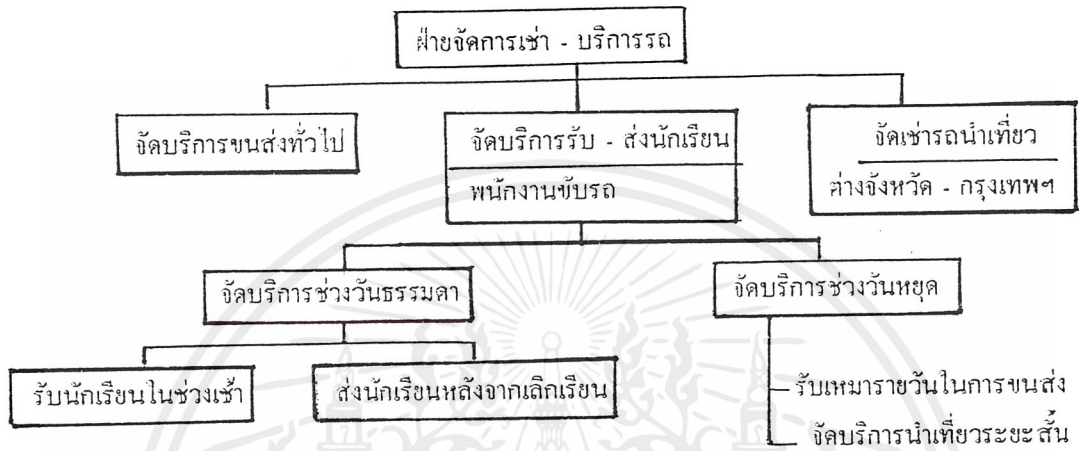 ฝ่ายจัดการเช่า - บริการรถ
จัดบริการขนส่งทั่วไป
จัดบริการรับ - ส่งนักเรียน
พนักงานขับรถ
จัดเช่ารถนำเที่ยว
ต่างจังหวัด - กรุงเทพฯ
จัดบริการช่วงวันธรรมดา
จัดบริการช่วงวันหยุด
รับนักเรียนในช่วงเช้า
ส่งนักเรียนหลังจากเลิกเรียน
รับเหมารายวันในการขนส่ง
จัดบริการนำเที่ยวระยะสั้น